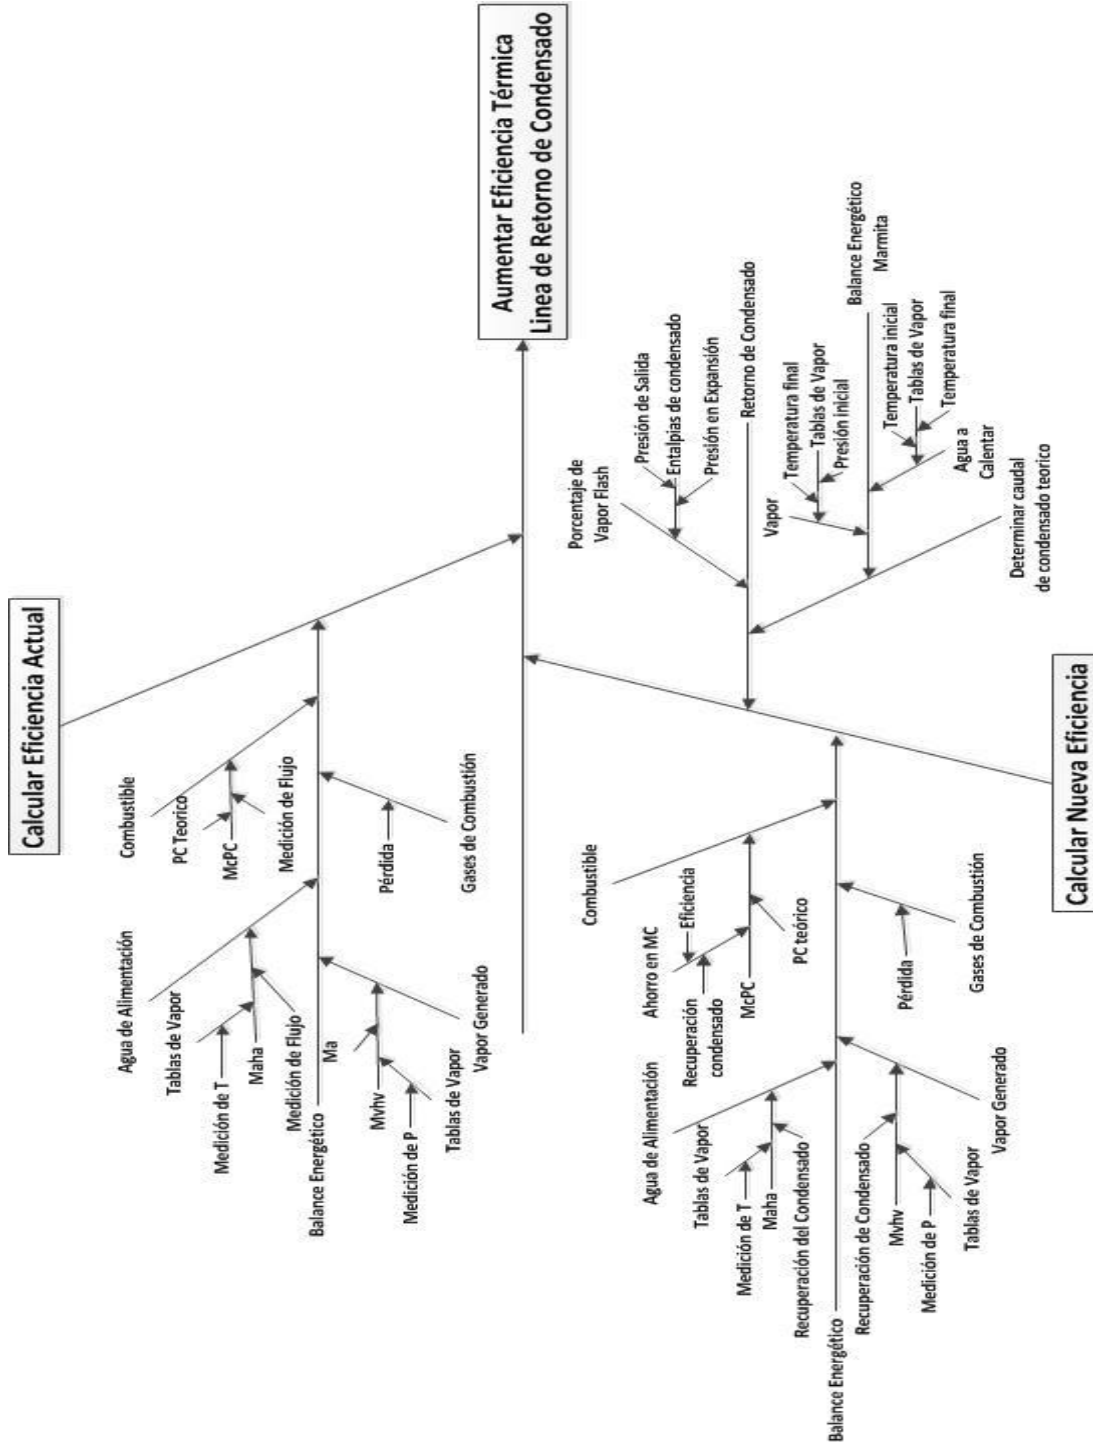 Calcular Eficiencia Actual
Combustible
PC Teorico
McPC
Medición de Flujo
Agua de Alimentación
Tablas de Vapor
Medición de T
Maha
Medición de Flujo
Balance Energético
Pérdida
Gases de Combustión
Ma
Mvhv
Medición de P
Tablas de Vapor
Vapor Generado
Aumentar Eficiencia Térmica
Linea de Retorno de Condensado
Porcentaje de
Vapor Flash
Presión de Salida
Entalpias de condensado
Presión en Expansión
Retorno de Condensado
Vapor
Temperatura final
Tablas de Vapor
Presión inicial
Balance Energético
Marmita
Temperatura inicial
Tablas de Vapor
Temperatura final
Agua a
Calentar
Determinar caudal
de condensado teorico
Combustible
Ahorro en MC
Eficiencia
Recuperación
condensado
McPC
PC teórico
Agua de Alimentación
Tablas de Vapor
Medición de T
Maha
Recuperación del Condensado
Balance Energético
Pérdida
Gases de Combustión
Recuperación de Condensado
Mvhv
Medición de P
Tablas de Vapor
Vapor Generado
Calcular Nueva Eficiencia